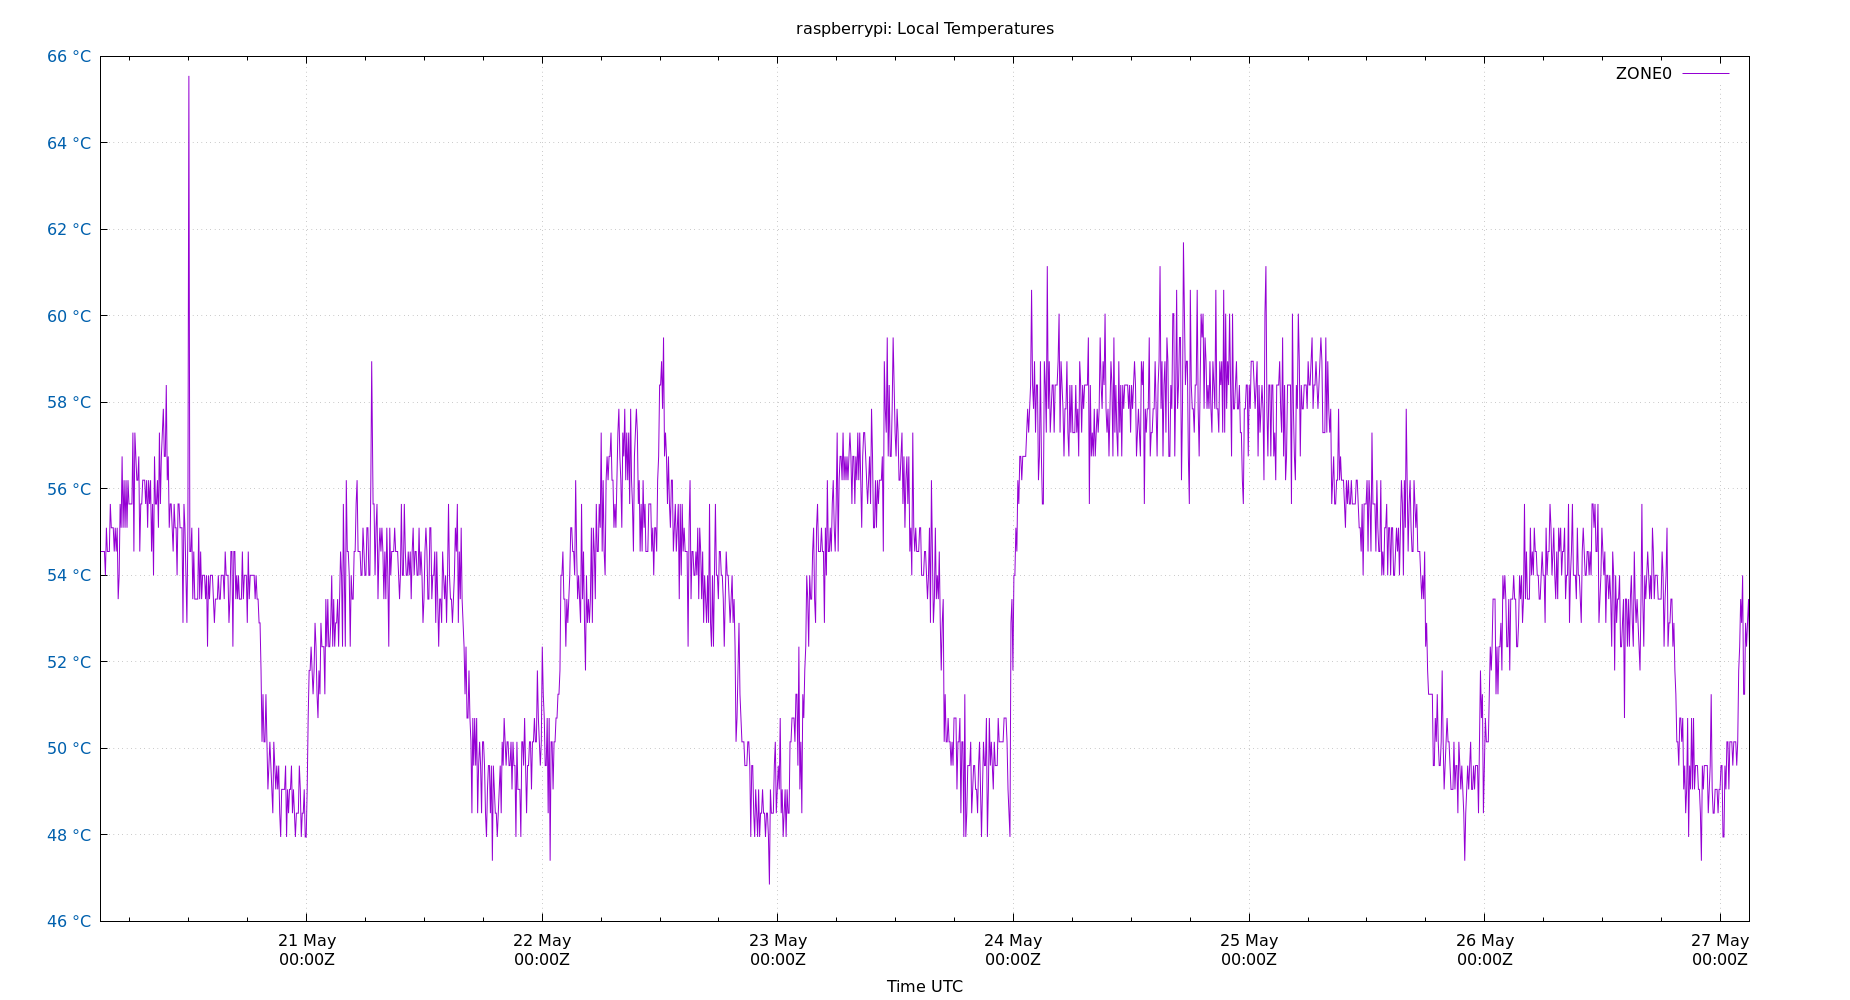 raspberrypi: Local Temperatures
ZONE0
66 °C
64 °C
62 °C
60 °C
58 °C
56 °C
54 °C
52 °C
50 °C
48 °C
46 °C
21 May 22 May 23 May 24 May 25 May 26 May 27 May
00:00Z 00:00Z 00:00Z 00:00Z 00:00Z 00:00Z 00:00Z
Time UTC